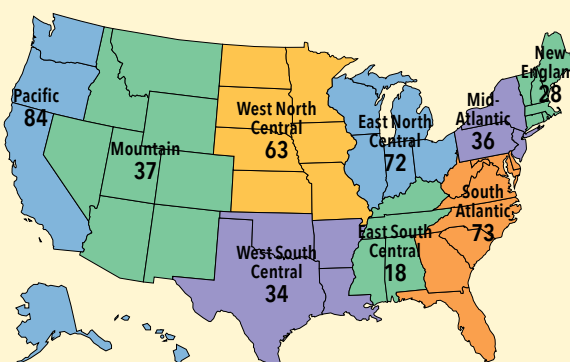 Pacific
84
Mountain
37
West North
Central
63
West South
Central
34
East North
Central
72
East South
Central
18
South
Atlantic
73
Mid-
Atlantic
36
New
England
28